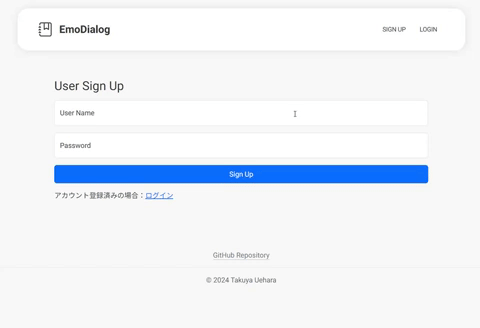 EmoDialog
SIGN UP LOGIN
User Sign Up
User Name
Password
Sign Up
アカウント登録済みの場合：ログイン
GitHub Repository
© 2024 Takuya Uehara